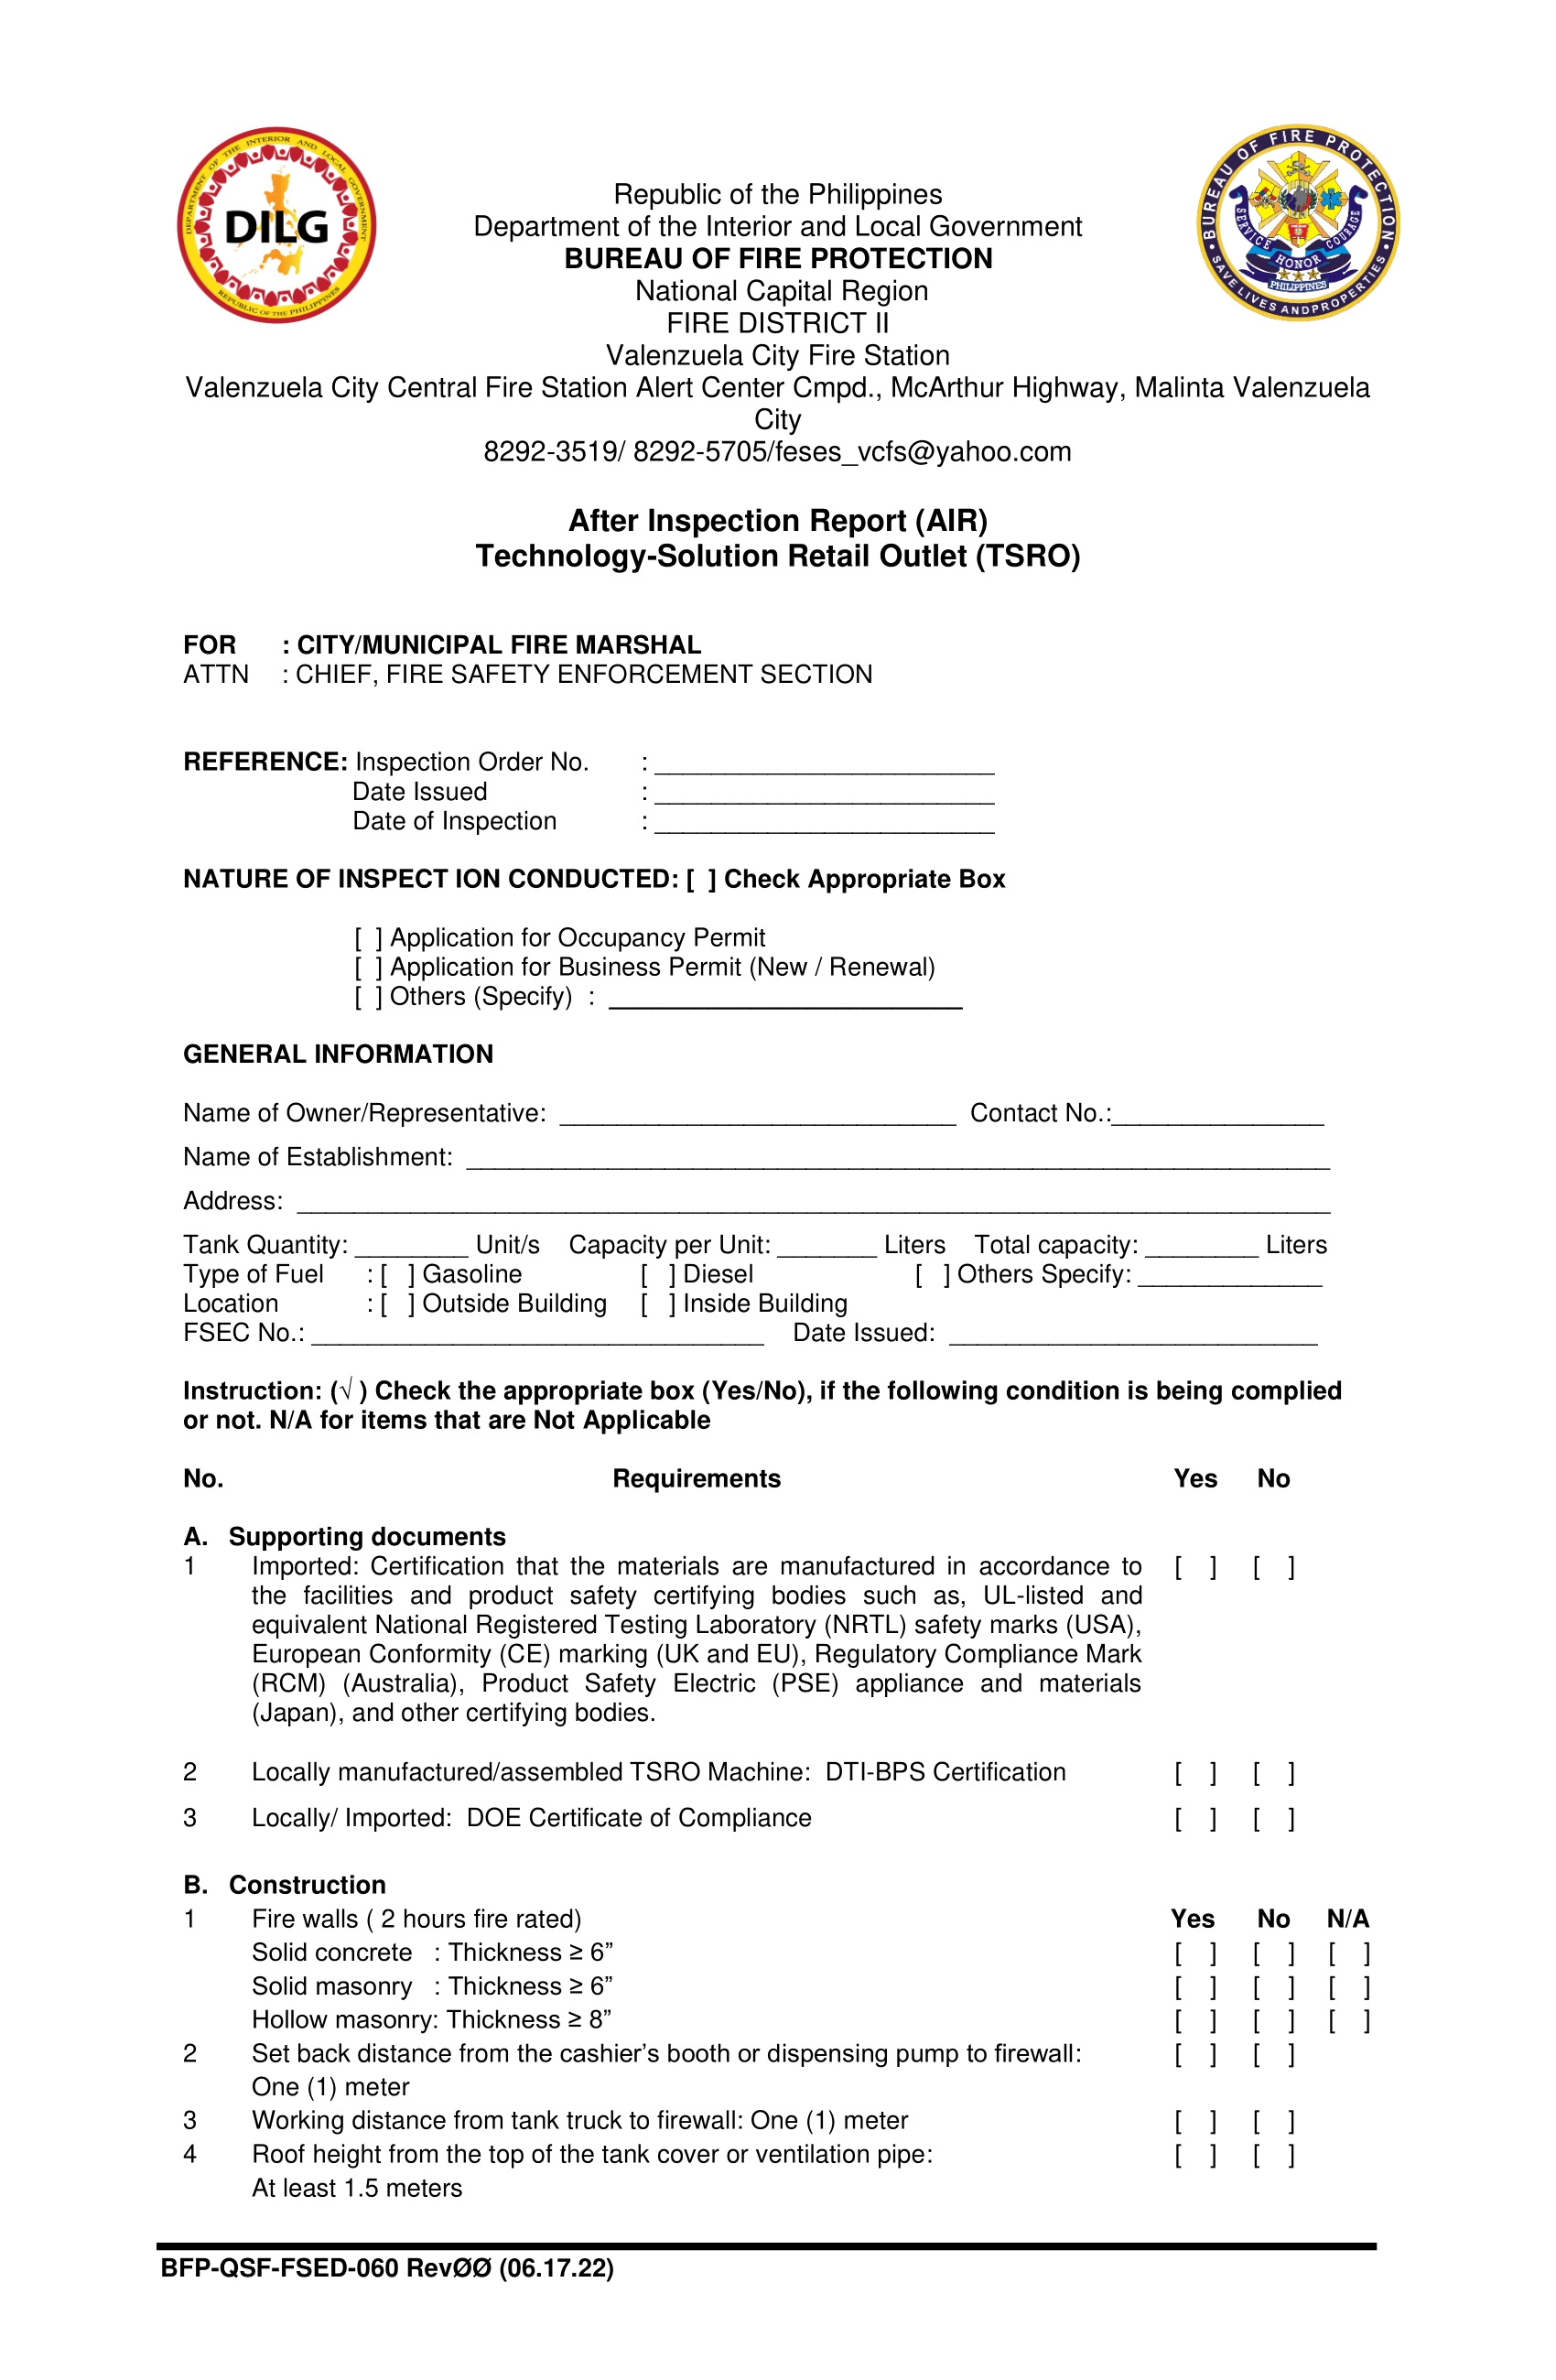 DEPARTMENT OF THE INTERIOR AND LOCAL GOVERNMENT
DILG
REPUBLIC OF THE PHILIPPINES
BUREAU OF FIRE PROTECTION
SERVICE HONOR COURAGE
PHILIPPINES
SAVE LIVES AND PROPERTIES
Republic of the Philippines
Department of the Interior and Local Government
BUREAU OF FIRE PROTECTION
National Capital Region
FIRE DISTRICT II
Valenzuela City Fire Station
Valenzuela City Central Fire Station Alert Center Cmpd., McArthur Highway, Malinta Valenzuela
City
8292-3519/ 8292-5705/feses_vcfs@yahoo.com
After Inspection Report (AIR)
Technology-Solution Retail Outlet (TSRO)
FOR : CITY/MUNICIPAL FIRE MARSHAL
ATTN : CHIEF, FIRE SAFETY ENFORCEMENT SECTION
REFERENCE: Inspection Order No. : ________________________
Date Issued : ________________________
Date of Inspection : ________________________
NATURE OF INSPECT ION CONDUCTED: [ ] Check Appropriate Box
[ ] Application for Occupancy Permit
[ ] Application for Business Permit (New / Renewal)
[ ] Others (Specify) : _________________________
GENERAL INFORMATION
Name of Owner/Representative: ____________________________ Contact No.:_______________
Name of Establishment: _____________________________________________________________
Address: _________________________________________________________________________
Tank Quantity: ________ Unit/s Capacity per Unit: _______ Liters Total capacity: ________ Liters
Type of Fuel : [ ] Gasoline [ ] Diesel [ ] Others Specify: _____________
Location : [ ] Outside Building [ ] Inside Building
FSEC No.: ________________________________ Date Issued: __________________________
Instruction: (√ ) Check the appropriate box (Yes/No), if the following condition is being complied
or not. N/A for items that are Not Applicable
No. Requirements Yes No
A. Supporting documents
1 Imported: Certification that the materials are manufactured in accordance to [ ] [ ]
the facilities and product safety certifying bodies such as, UL-listed and
equivalent National Registered Testing Laboratory (NRTL) safety marks (USA),
European Conformity (CE) marking (UK and EU), Regulatory Compliance Mark
(RCM) (Australia), Product Safety Electric (PSE) appliance and materials
(Japan), and other certifying bodies.
2 Locally manufactured/assembled TSRO Machine: DTI-BPS Certification [ ] [ ]
3 Locally/ Imported: DOE Certificate of Compliance [ ] [ ]
B. Construction
1 Fire walls ( 2 hours fire rated) Yes No N/A
Solid concrete : Thickness ≥ 6” [ ] [ ] [ ]
Solid masonry : Thickness ≥ 6” [ ] [ ] [ ]
Hollow masonry: Thickness ≥ 8” [ ] [ ] [ ]
2 Set back distance from the cashier’s booth or dispensing pump to firewall: [ ] [ ]
One (1) meter
3 Working distance from tank truck to firewall: One (1) meter [ ] [ ]
4 Roof height from the top of the tank cover or ventilation pipe: [ ] [ ]
At least 1.5 meters
BFP-QSF-FSED-060 RevØØ (06.17.22)